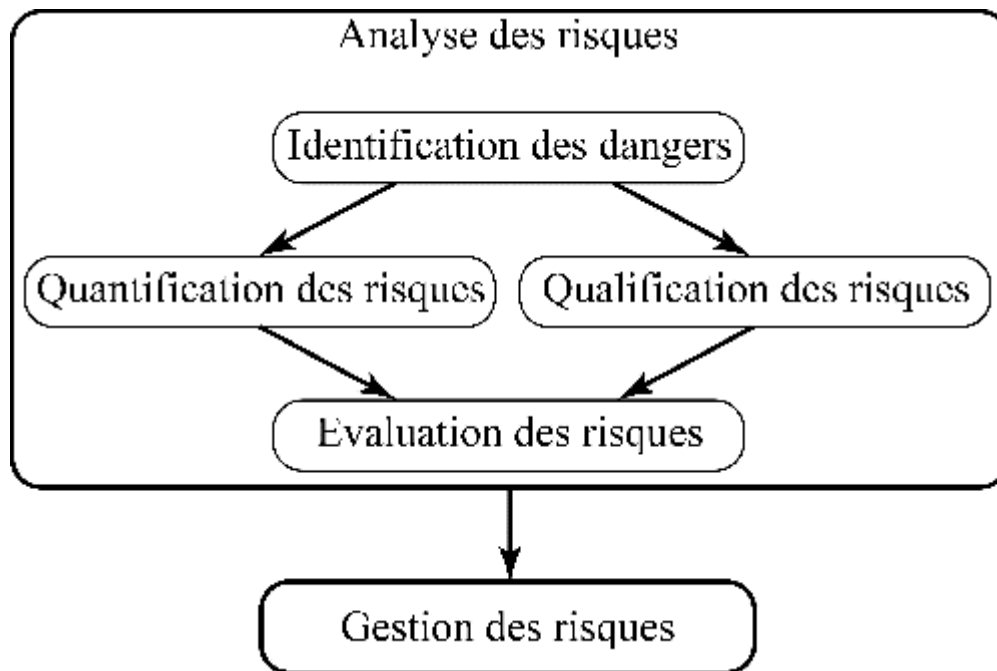 Analyse des risques
Identification des dangers
Quantification des risques
Qualification des risques
Evaluation des risques
Gestion des risques